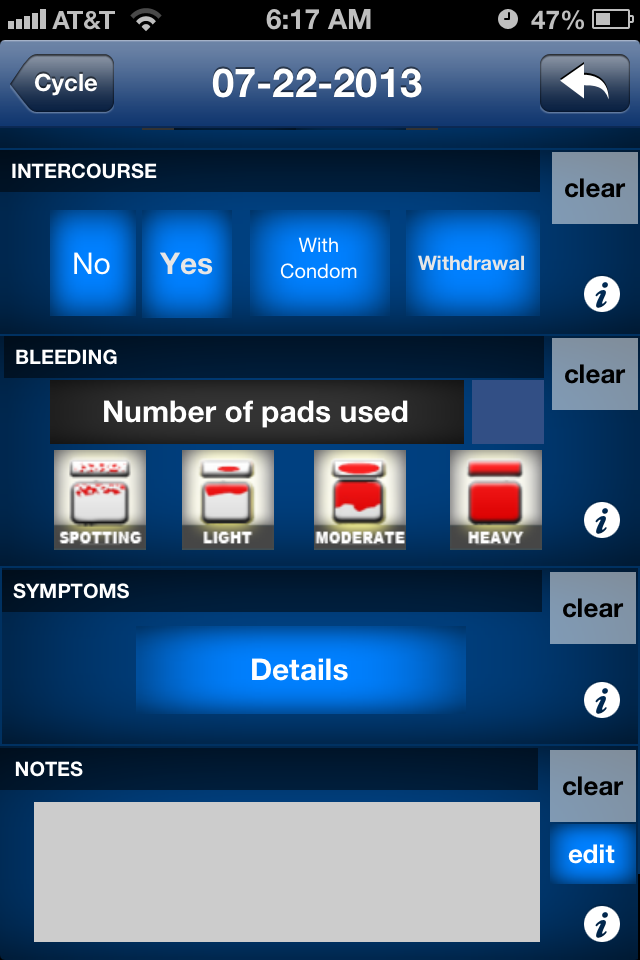 AT&T 6:17 AM 47%
Cycle 07-22-2013
INTERCOURSE
clear
No Yes With Condom Withdrawal
i
BLEEDING
clear
Number of pads used
SPOTTING LIGHT MODERATE HEAVY
i
SYMPTOMS
clear
Details
i
NOTES
clear
edit
i